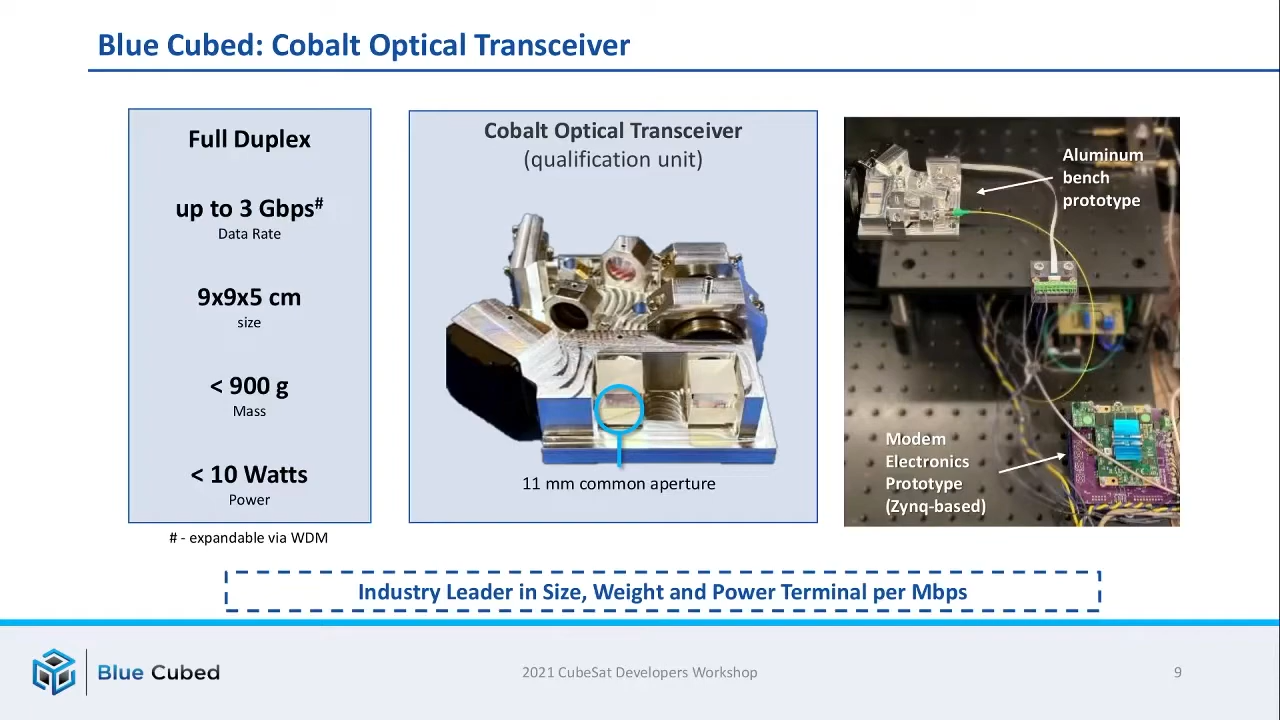 Blue Cubed: Cobalt Optical Transceiver
Full Duplex
up to 3 Gbps#
Data Rate
9x9x5 cm
size
< 900 g
Mass
< 10 Watts
Power
# - expandable via WDM
Cobalt Optical Transceiver
(qualification unit)
11 mm common aperture
Aluminum
bench
prototype
Modem
Electronics
Prototype
(Zynq-based)
Industry Leader in Size, Weight and Power Terminal per Mbps
Blue Cubed
2021 CubeSat Developers Workshop
9